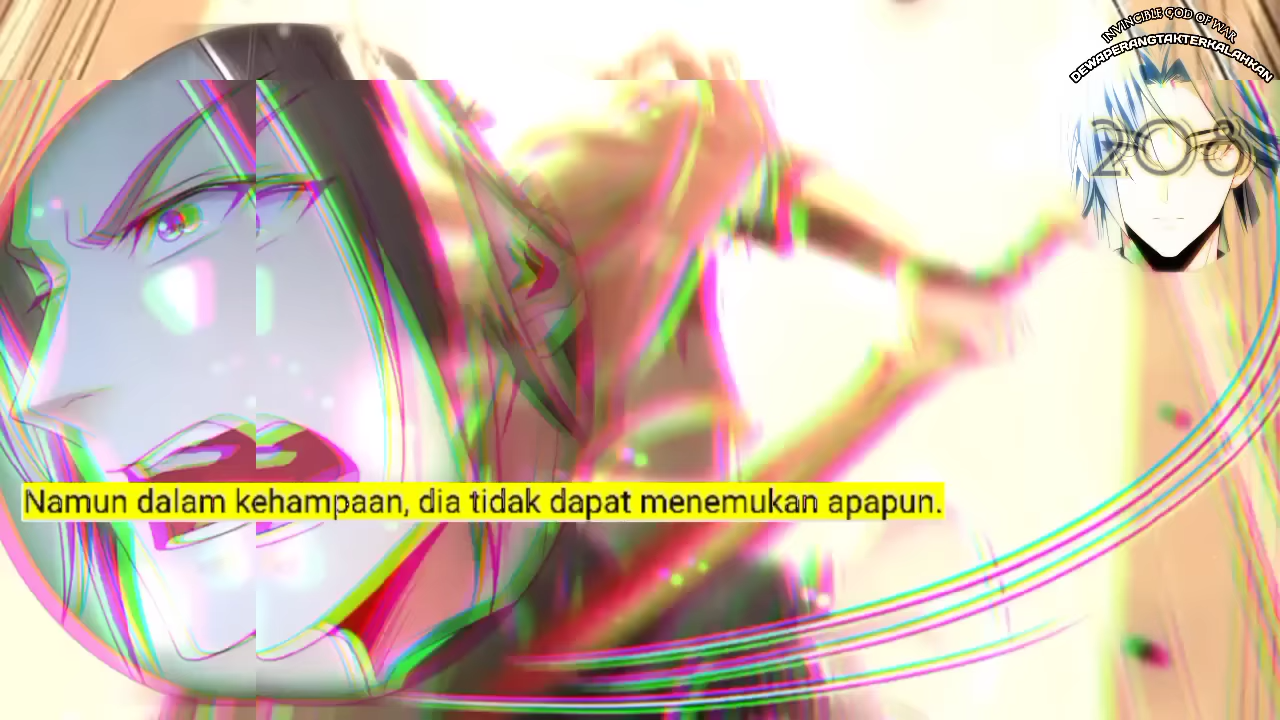 INVINCIBLE GOD OF WAR
DEWAPERANGTAKTERKALAHKAN
208
Namun dalam kehampaan, dia tidak dapat menemukan apapun.